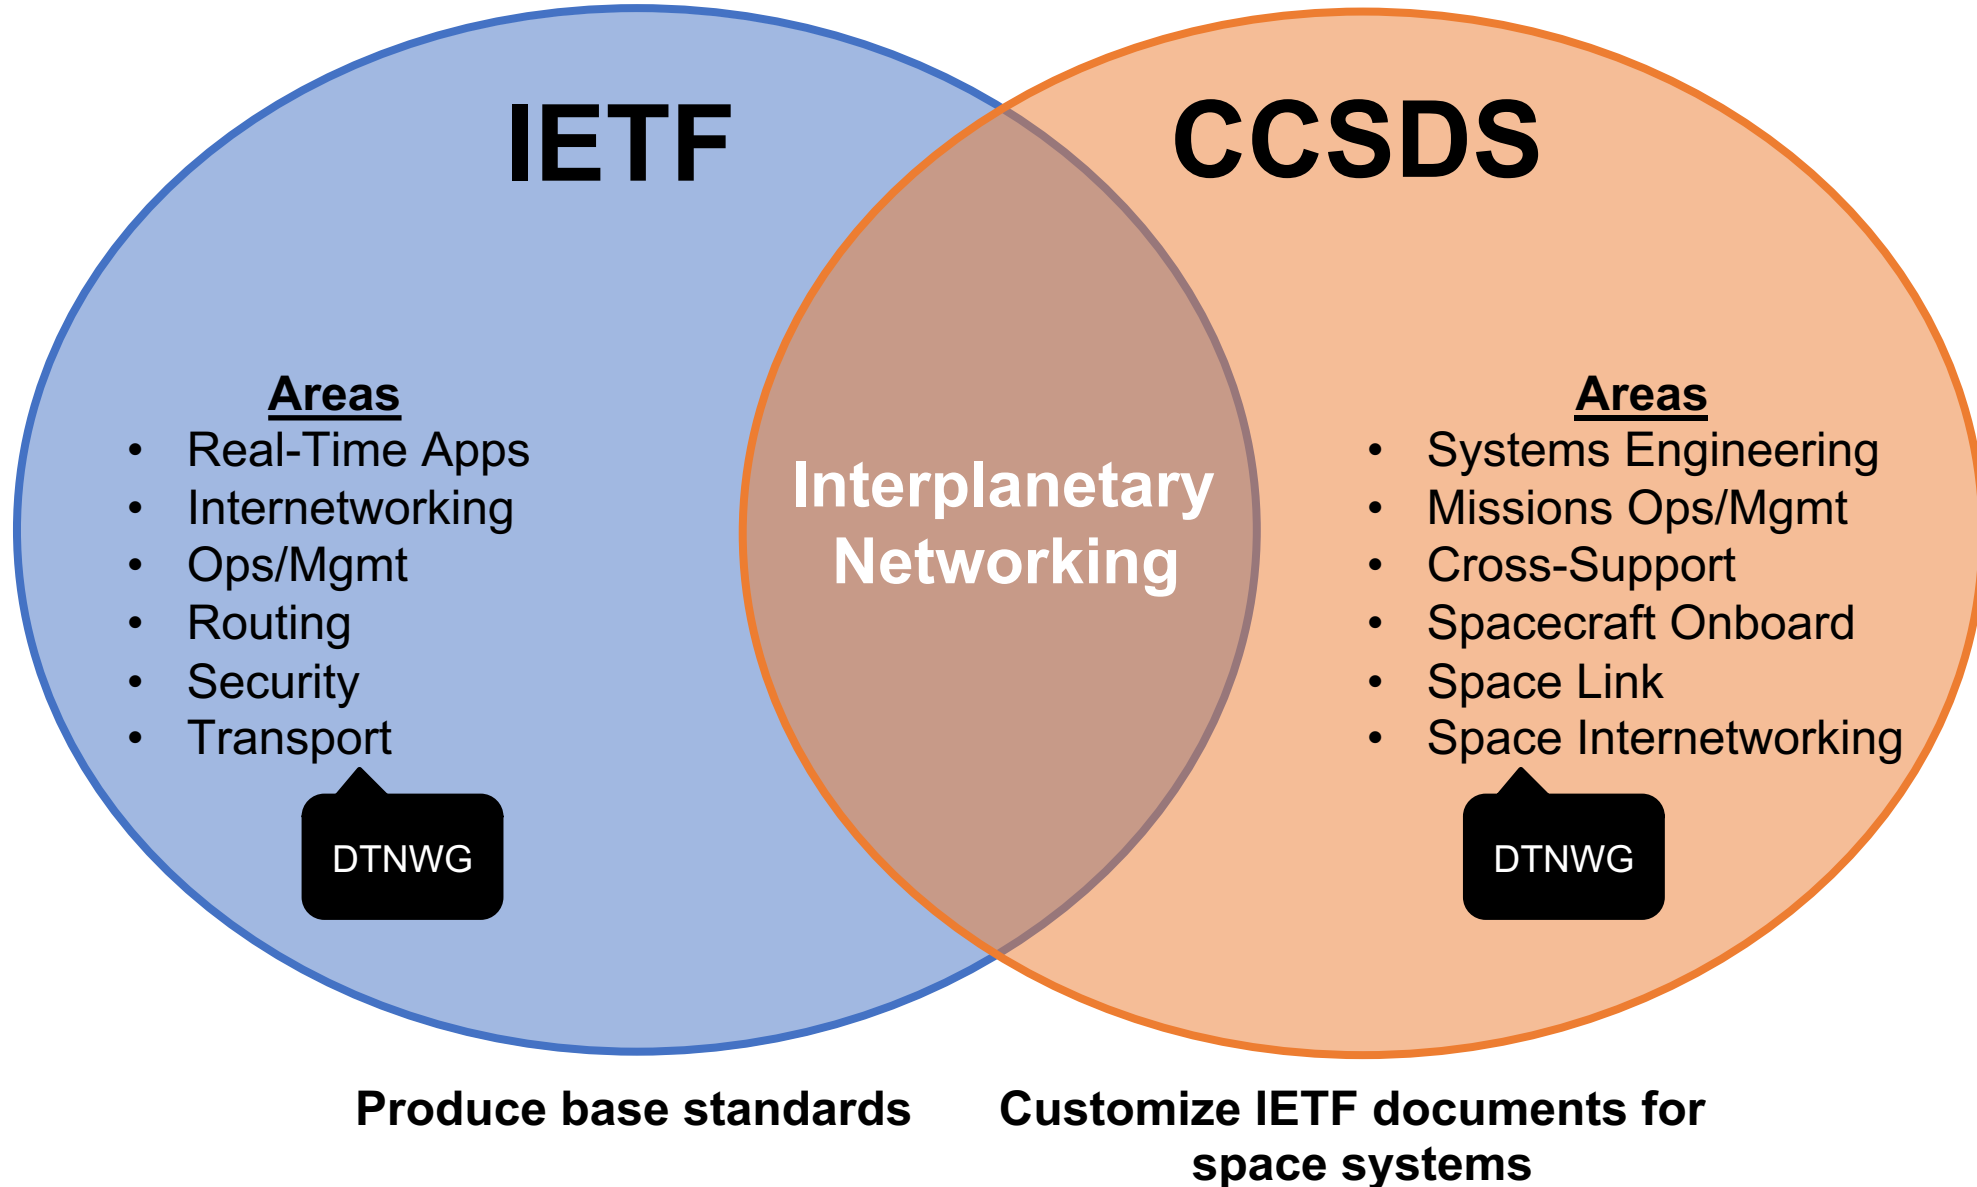 IETF
CCSDS
Areas
• Real-Time Apps
• Internetworking
• Ops/Mgmt
• Routing
• Security
• Transport
DTNWG
Interplanetary
Networking
Areas
• Systems Engineering
• Missions Ops/Mgmt
• Cross-Support
• Spacecraft Onboard
• Space Link
• Space Internetworking
DTNWG
Produce base standards
Customize IETF documents for
space systems